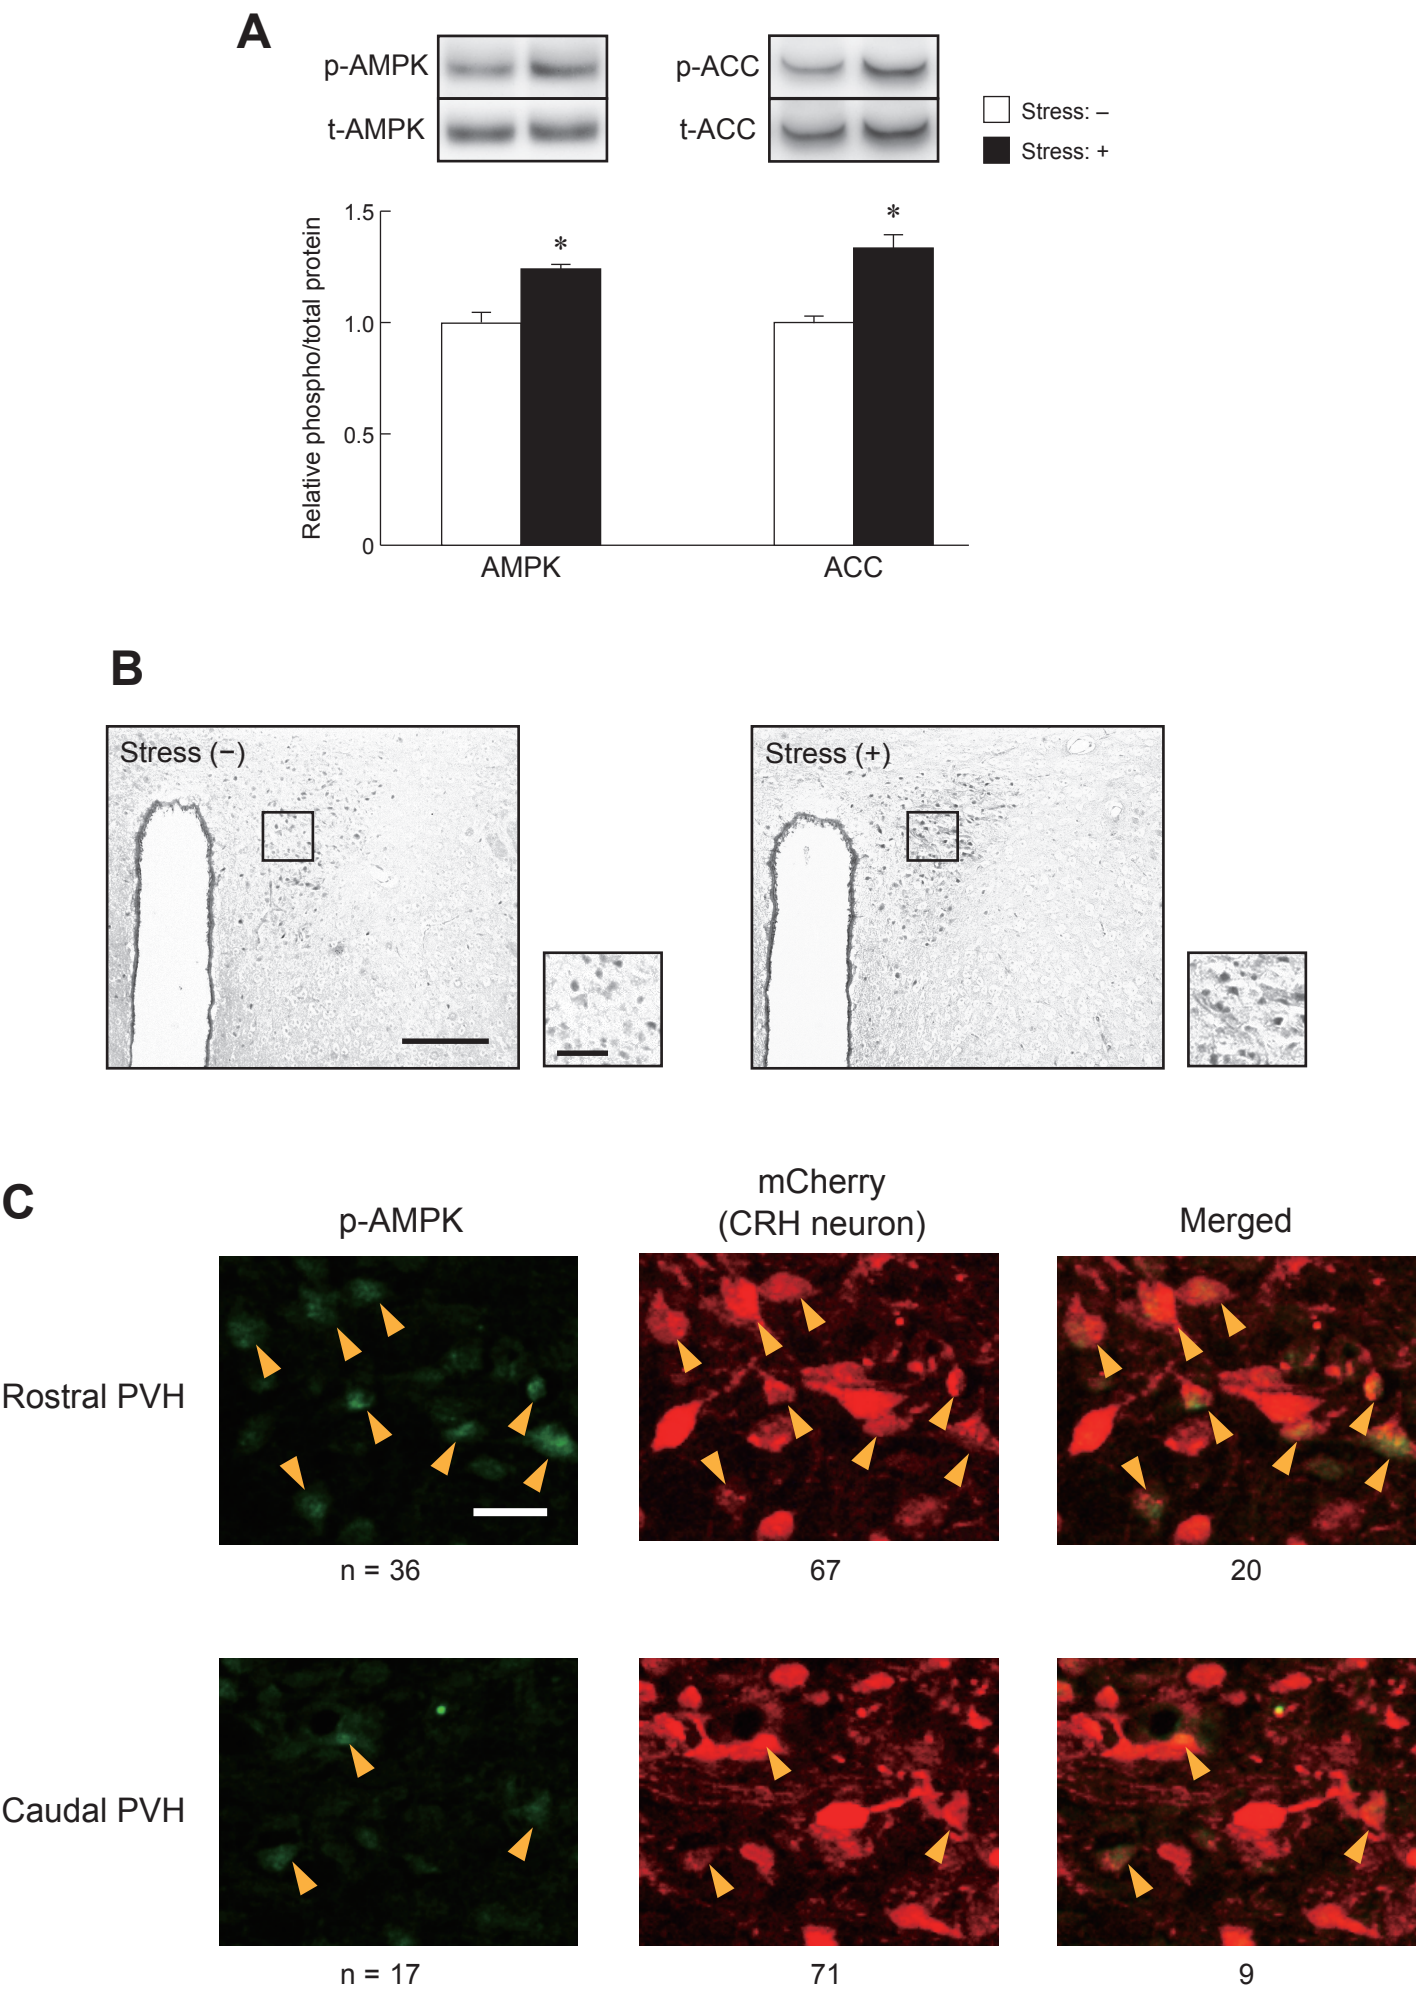 A
p-AMPK
t-AMPK
p-ACC
t-ACC
Stress: –
Stress: +
Relative phospho/total protein
1.5
1.0
0.5
0
*
*
AMPK
ACC
B
Stress (−)
Stress (+)
C
p-AMPK
mCherry
(CRH neuron)
Merged
Rostral PVH
n = 36
67
20
Caudal PVH
n = 17
71
9